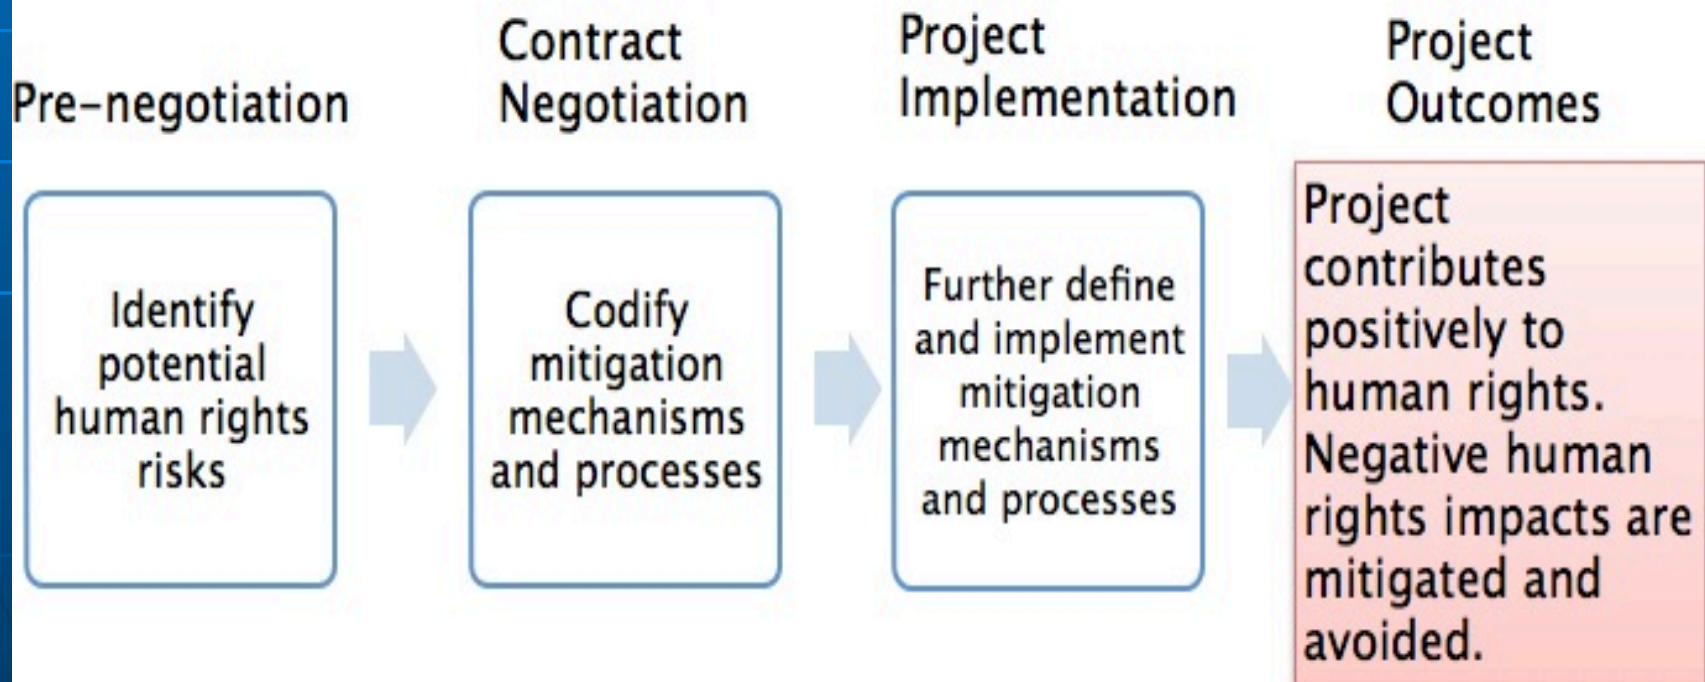 Pre-negotiation
Contract
Negotiation
Project
Implementation
Project
Outcomes
Identify
potential
human rights
risks
Codify
mitigation
mechanisms
and processes
Further define
and implement
mitigation
mechanisms
and processes
Project
contributes
positively to
human rights.
Negative human
rights impacts are
mitigated and
avoided.